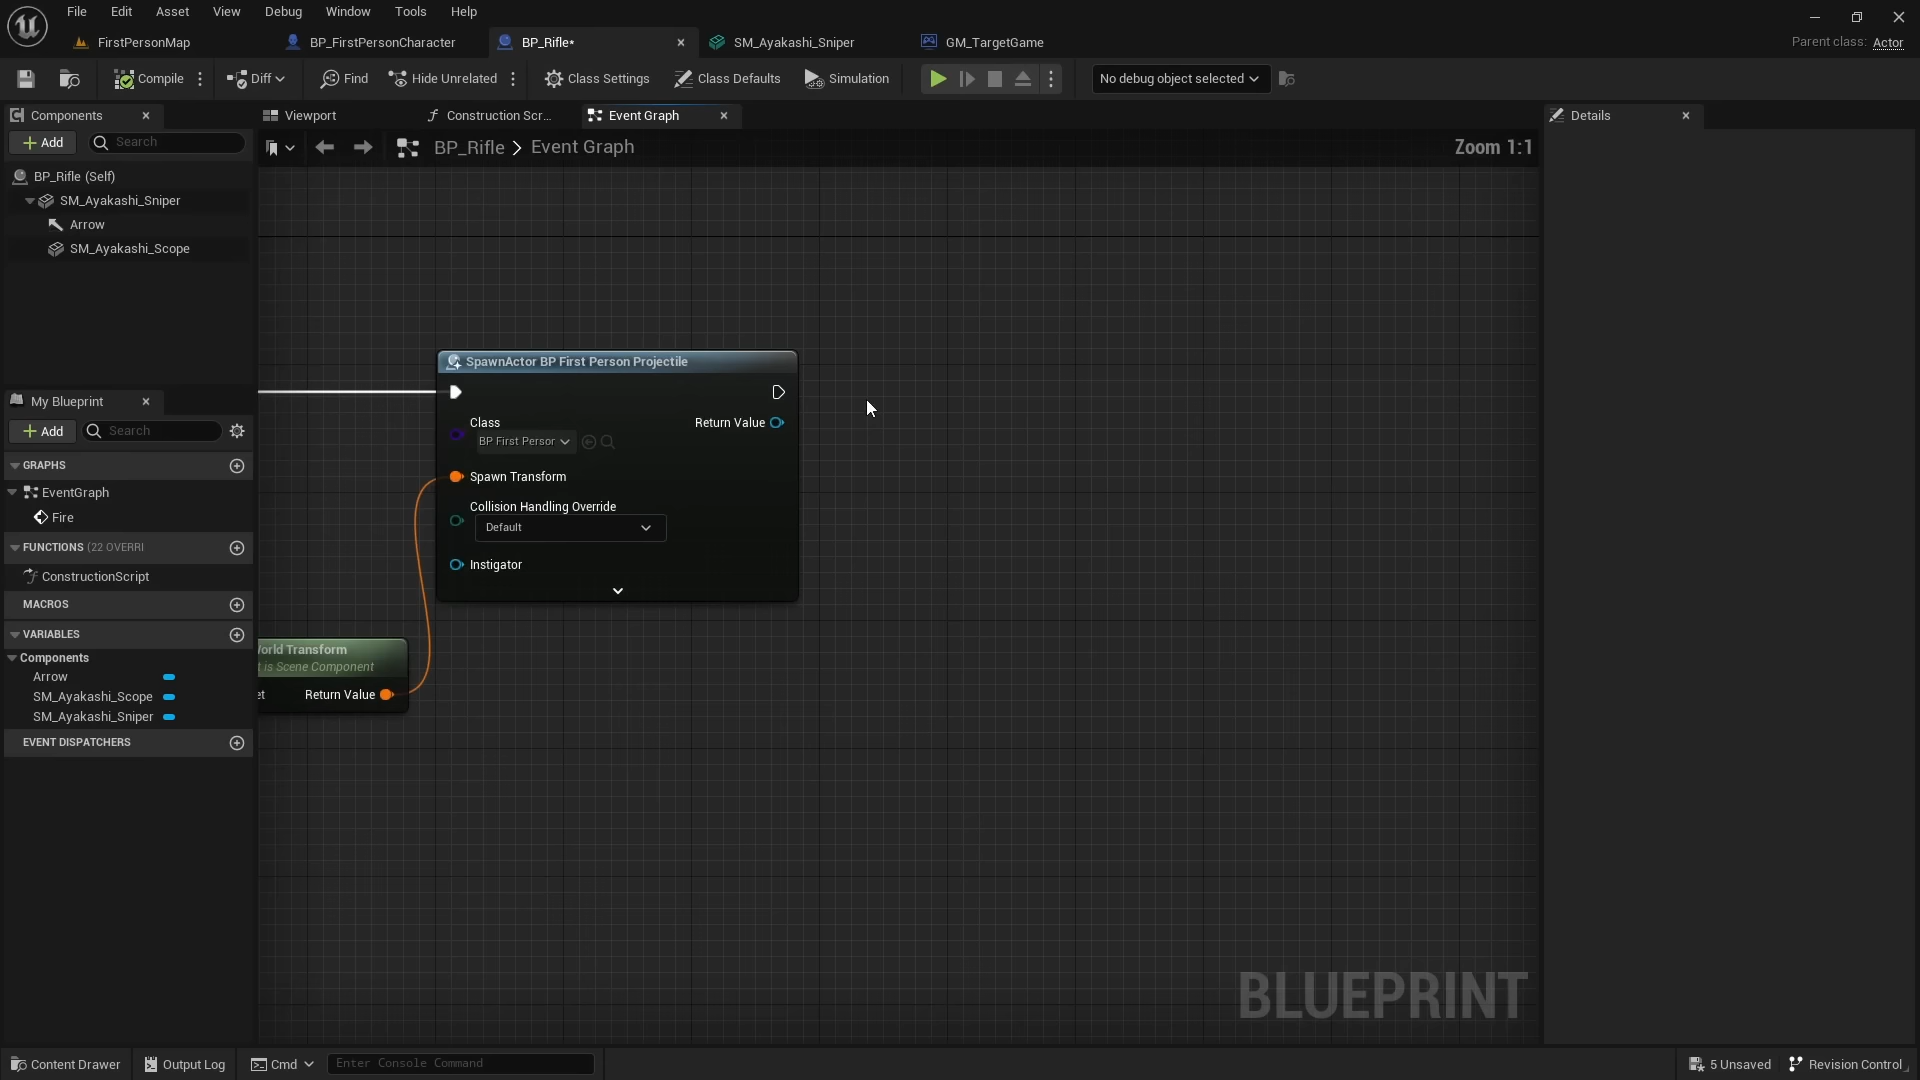 File Edit Asset View Debug Window Tools Help
FirstPersonMap BP_FirstPersonCharacter BP_Rifle* SM_Ayakashi_Sniper GM_TargetGame Parent class: Actor
Compile Diff Find Hide Unrelated Class Settings Class Defaults Simulation No debug object selected
Components Viewport Construction Scr... Event Graph Details
Add Search BP_Rifle > Event Graph Zoom 1:1
BP_Rifle (Self)
SM_Ayakashi_Sniper
Arrow
SM_Ayakashi_Scope
SpawnActor BP First Person Projectile
Class Return Value
BP First Persor
Spawn Transform
Collision Handling Override
Default
Instigator
My Blueprint
Add Search
GRAPHS
EventGraph
Fire
FUNCTIONS (22 OVERRI
ConstructionScript
MACROS
VARIABLES
Components
Arrow
SM_Ayakashi_Scope
SM_Ayakashi_Sniper
EVENT DISPATCHERS
orld Transform
t is Scene Component
et Return Value
BLUEPRINT
Content Drawer Output Log Cmd Enter Console Command 5 Unsaved Revision Control